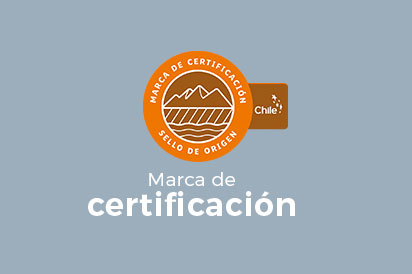 MARCA DE CERTIFICACIÓN
SELLO DE ORIGEN
Chile
Marca de
certificación